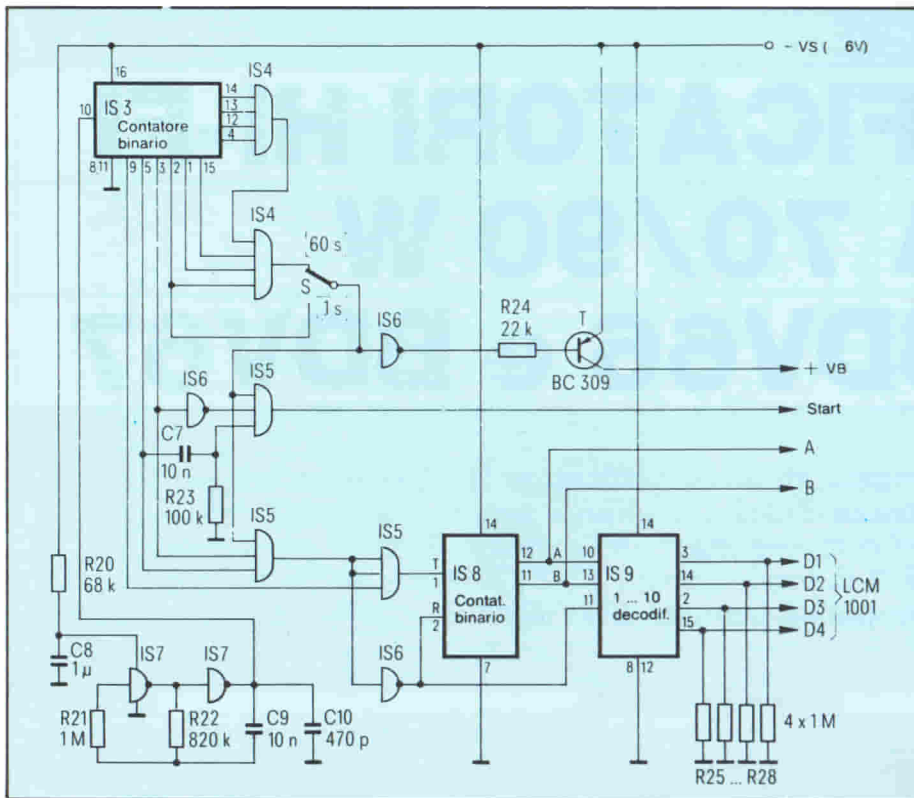 16
− VS ( 6V)
IS4
14
13
12
4
10
IS 3
Contatore
binario
8 11 9 5 3 2 1 15
IS4
60 s
S
1 s
IS6
R24
22 k
T
BC 309
+ VB
IS6
IS5
Start
C7
10 n
A
R23
100 k
B
IS5
IS5
14
14
R20
68 k
T
1
IS 8
Contat.
binario
12 A 10
11 B 13
11
IS 9
1 ... 10
decodif.
3
14
2
15
D1
D2
D3
D4
LCM
1001
R
2
IS6
7
8 12
C8
1 µ
IS7
IS7
R21
1 M
R22
820 k
C9
10 n
C10
470 p
4 x 1 M
R25 ... R28